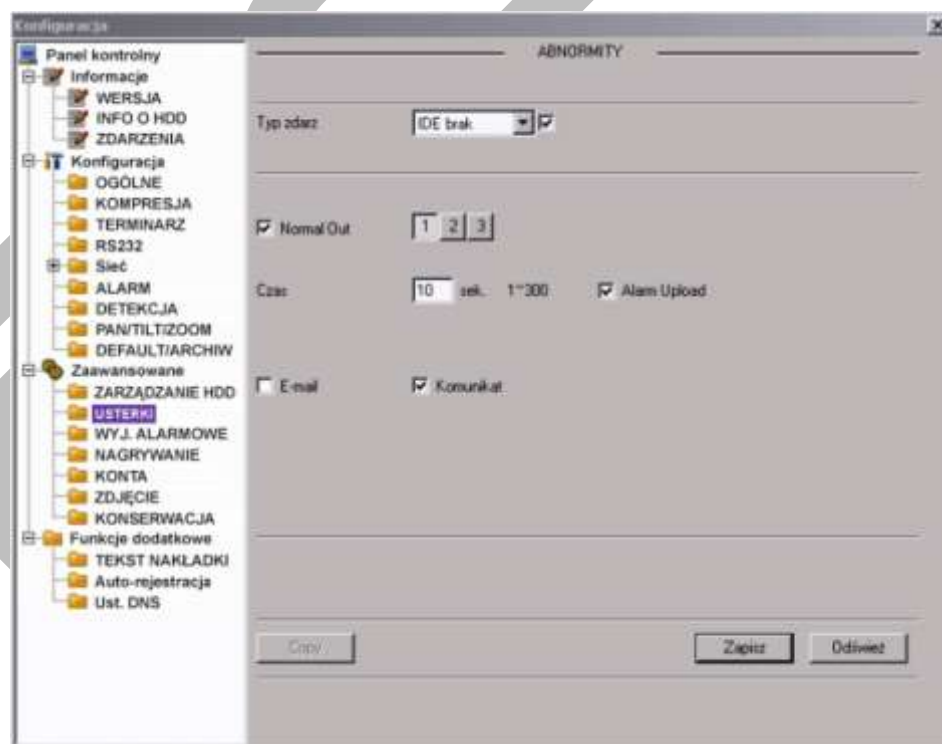 Konfiguracja
Panel kontrolny
Informacje
WERSJA
INFO O HDD
ZDARZENIA
Konfiguracja
OGÓLNE
KOMPRESJA
TERMINARZ
RS232
Sieć
ALARM
DETEKCJA
PAN/TILT/ZOOM
DEFAULT/ARCHIW
Zaawansowane
ZARZĄDZANIE HDD
USTERKI
WYJ. ALARMOWE
NAGRYWANIE
KONTA
ZDJĘCIE
KONSERWACJA
Funkcje dodatkowe
TEKST NAKŁADKI
Auto-rejestracja
Ust. DNS
ABNORMITY
Typ zdarz IDE brak
Normal Out 1 2 3
Czas 10 sek. 1~300 Alarm Upload
E-mail Komunikat
Copy Zapisz Odśwież